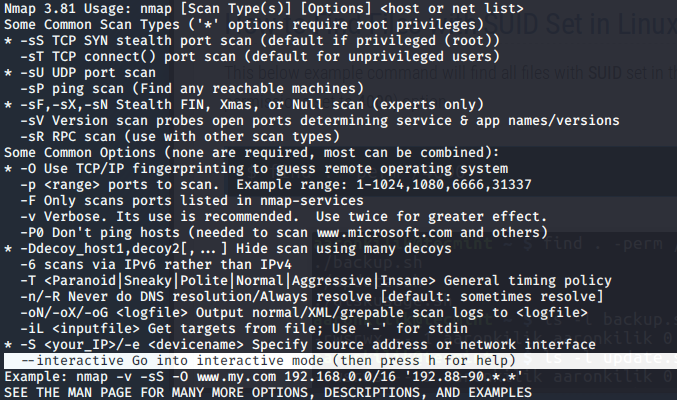 Nmap 3.81 Usage: nmap [Scan Type(s)] [Options] <host or net list>
Some Common Scan Types ('*' options require root privileges)
* -sS TCP SYN stealth port scan (default if privileged (root))
-sT TCP connect() port scan (default for unprivileged users)
* -sU UDP port scan
-sP ping scan (Find any reachable machines)
* -sF,-sX,-sN Stealth FIN, Xmas, or Null scan (experts only)
-sV Version scan probes open ports determining service & app names/versions
-sR RPC scan (use with other scan types)
Some Common Options (none are required, most can be combined):
* -O Use TCP/IP fingerprinting to guess remote operating system
-p <range> ports to scan.  Example range: 1-1024,1080,6666,31337
-F Only scans ports listed in nmap-services
-v Verbose. Its use is recommended.  Use twice for greater effect.
-P0 Don't ping hosts (needed to scan www.microsoft.com and others)
* -Ddecoy_host1,decoy2[,...] Hide scan using many decoys
-6 scans via IPv6 rather than IPv4
-T <Paranoid|Sneaky|Polite|Normal|Aggressive|Insane> General timing policy
-n/-R Never do DNS resolution/Always resolve [default: sometimes resolve]
-oN/-oX/-oG <logfile> Output normal/XML/grepable scan logs to <logfile>
-iL <inputfile> Get targets from file; Use '-' for stdin
* -S <your_IP>/-e <devicename> Specify source address or network interface
--interactive Go into interactive mode (then press h for help)
Example: nmap -v -sS -O www.my.com 192.168.0.0/16 '192.88-90.*.*'
SEE THE MAN PAGE FOR MANY MORE OPTIONS, DESCRIPTIONS, AND EXAMPLES